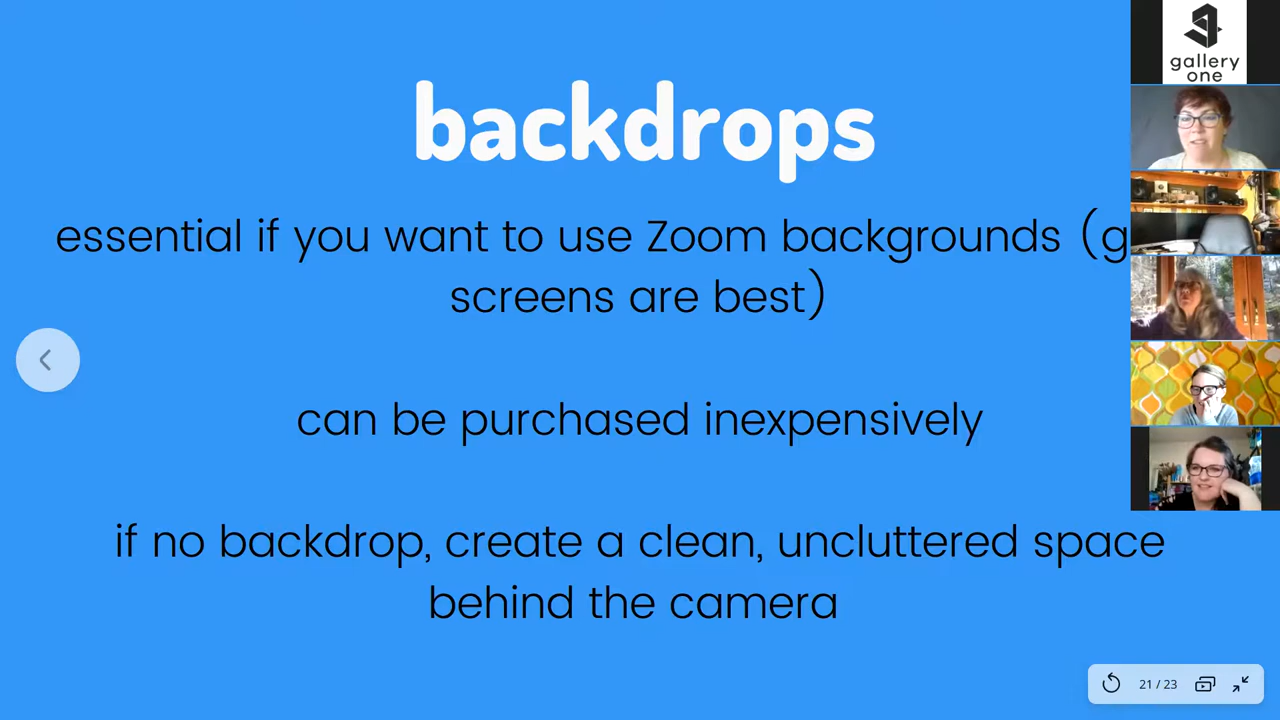 backdrops
essential if you want to use Zoom backgrounds (g
screens are best)
can be purchased inexpensively
if no backdrop, create a clean, uncluttered space
behind the camera
gallery
one
21 / 23